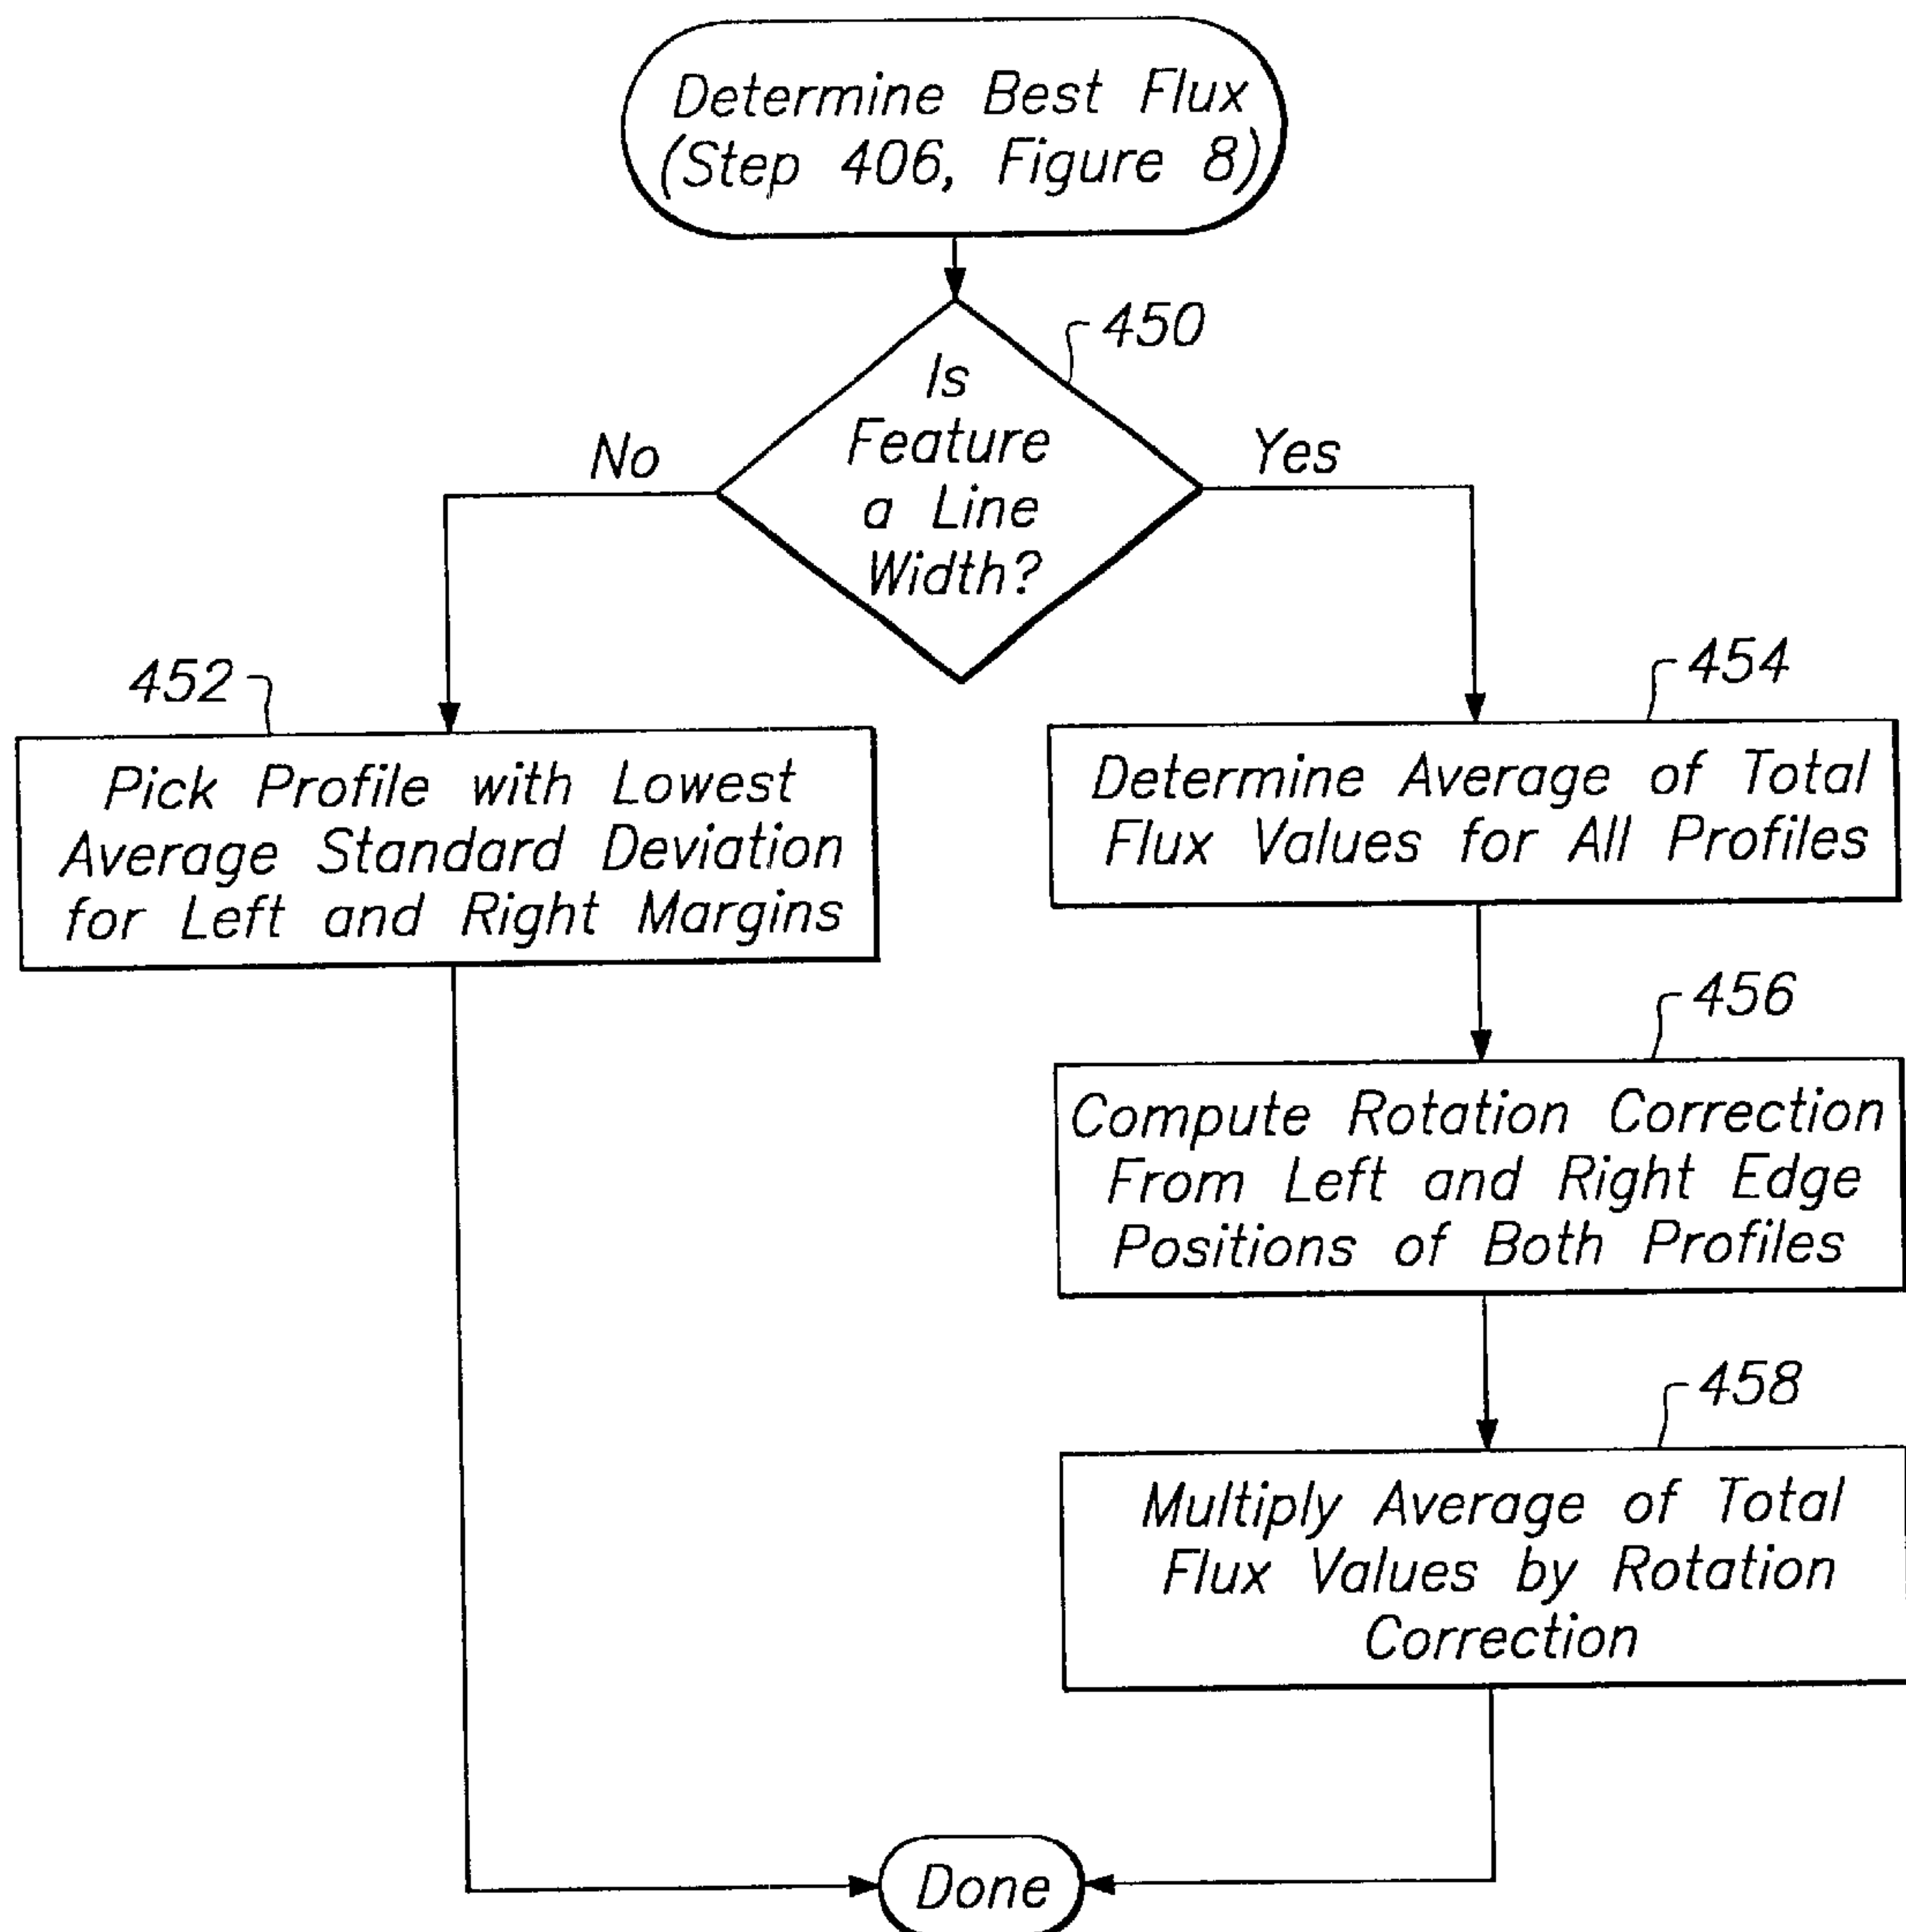 Determine Best Flux
(Step 406, Figure 8)
450
Is
Feature
a Line
Width?
No
Yes
452
Pick Profile with Lowest
Average Standard Deviation
for Left and Right Margins
454
Determine Average of Total
Flux Values for All Profiles
456
Compute Rotation Correction
From Left and Right Edge
Positions of Both Profiles
458
Multiply Average of Total
Flux Values by Rotation
Correction
Done